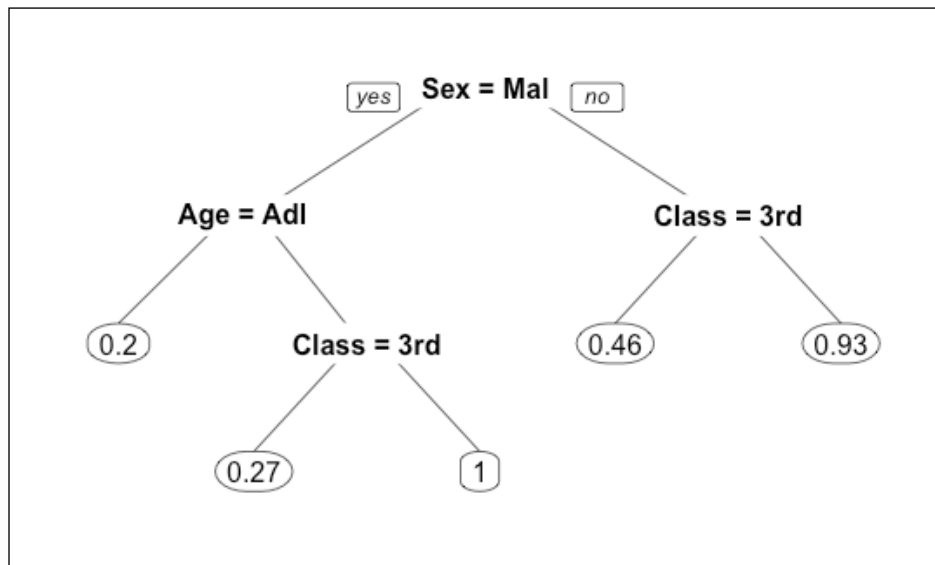 yes Sex = Mal no
Age = Adl Class = 3rd
0.2 Class = 3rd 0.46 0.93
0.27 1